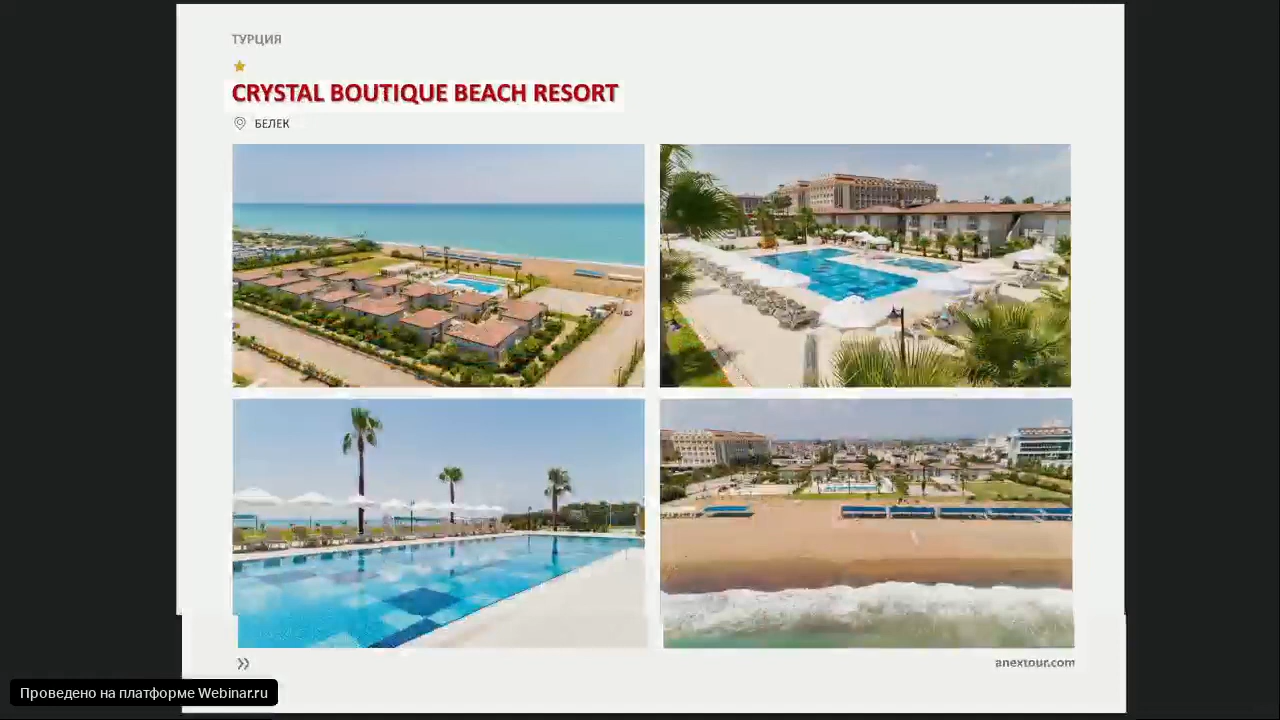 ТУРЦИЯ
CRYSTAL BOUTIQUE BEACH RESORT
БЕЛЕК
anextour.com
Проведено на платформе Webinar.ru